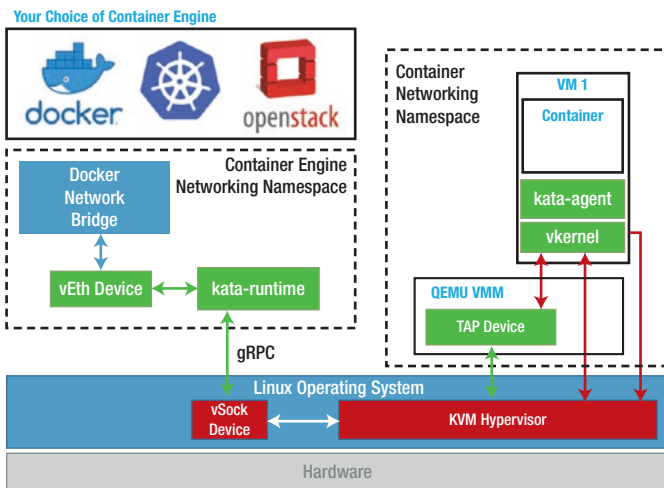 Your Choice of Container Engine
docker
openstack
Container Engine
Networking Namespace
Docker
Network
Bridge
vEth Device
kata-runtime
gRPC
Container
Networking
Namespace
VM 1
Container
kata-agent
vkernel
QEMU VMM
TAP Device
Linux Operating System
vSock
Device
KVM Hypervisor
Hardware